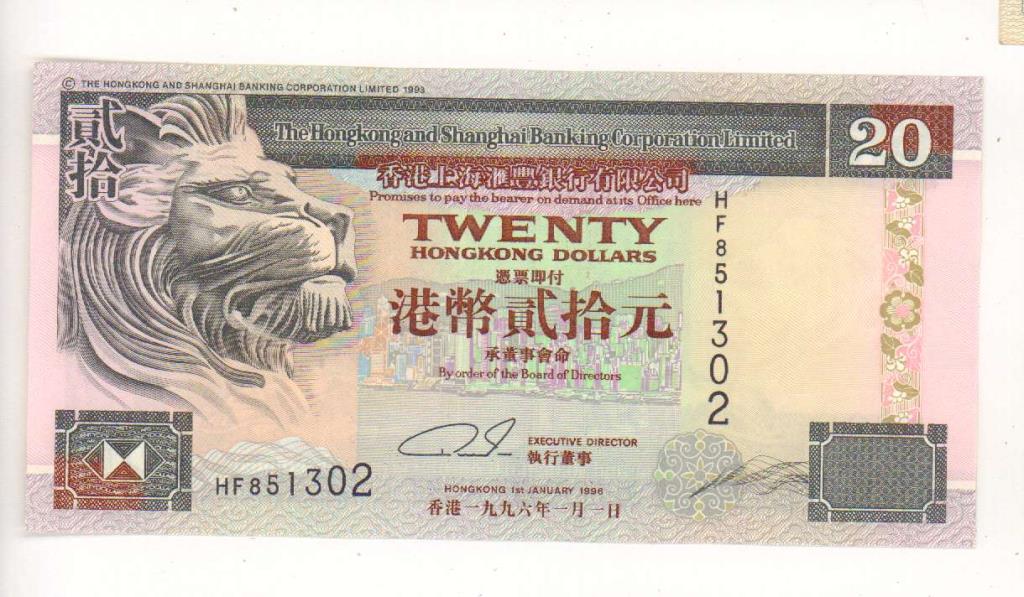 © THE HONGKONG AND SHANGHAI BANKING CORPORATION LIMITED 1993
貳拾
The Hongkong and Shanghai Banking Corporation Limited
20
香港上海滙豐銀行有限公司
Promises to pay the bearer on demand at its Office here
HF851302
TWENTY
HONGKONG DOLLARS
憑票即付
港幣貳拾元
承董事會命
By order of the Board of Directors
EXECUTIVE DIRECTOR
執行董事
HF851302
HONGKONG 1st JANUARY 1996
香港一九九六年一月一日